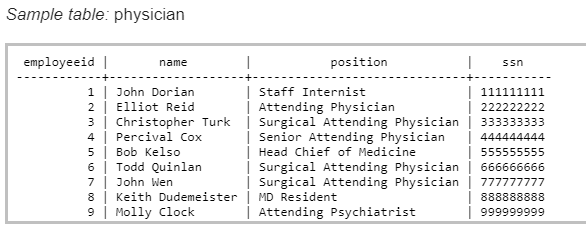 Sample table: physician
employeeid | name | position | ssn
------------+------------------+------------------------------+-----------
1 | John Dorian | Staff Internist | 111111111
2 | Elliot Reid | Attending Physician | 222222222
3 | Christopher Turk | Surgical Attending Physician | 333333333
4 | Percival Cox | Senior Attending Physician | 444444444
5 | Bob Kelso | Head Chief of Medicine | 555555555
6 | Todd Quinlan | Surgical Attending Physician | 666666666
7 | John Wen | Surgical Attending Physician | 777777777
8 | Keith Dudemeister | MD Resident | 888888888
9 | Molly Clock | Attending Psychiatrist | 999999999